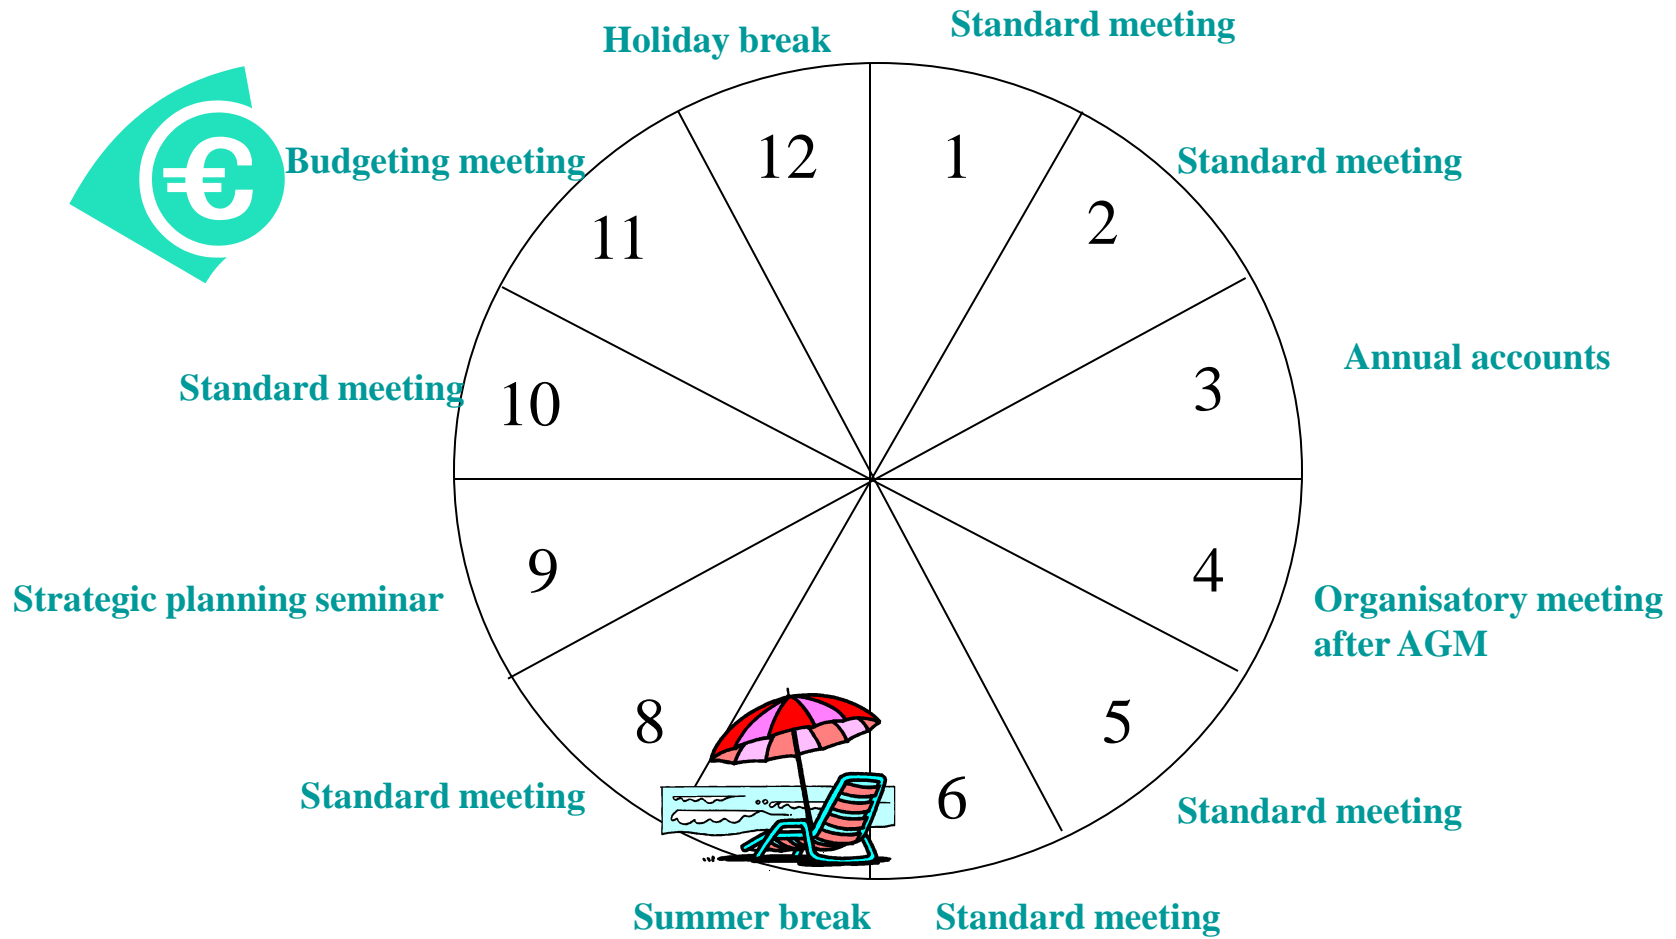 Standard meeting
Holiday break
12
1
Budgeting meeting
Standard meeting
€
11
2
Annual accounts
Standard meeting
10
3
9
4
Strategic planning seminar
Organisatory meeting
after AGM
8
5
Standard meeting
6
Standard meeting
Summer break
Standard meeting